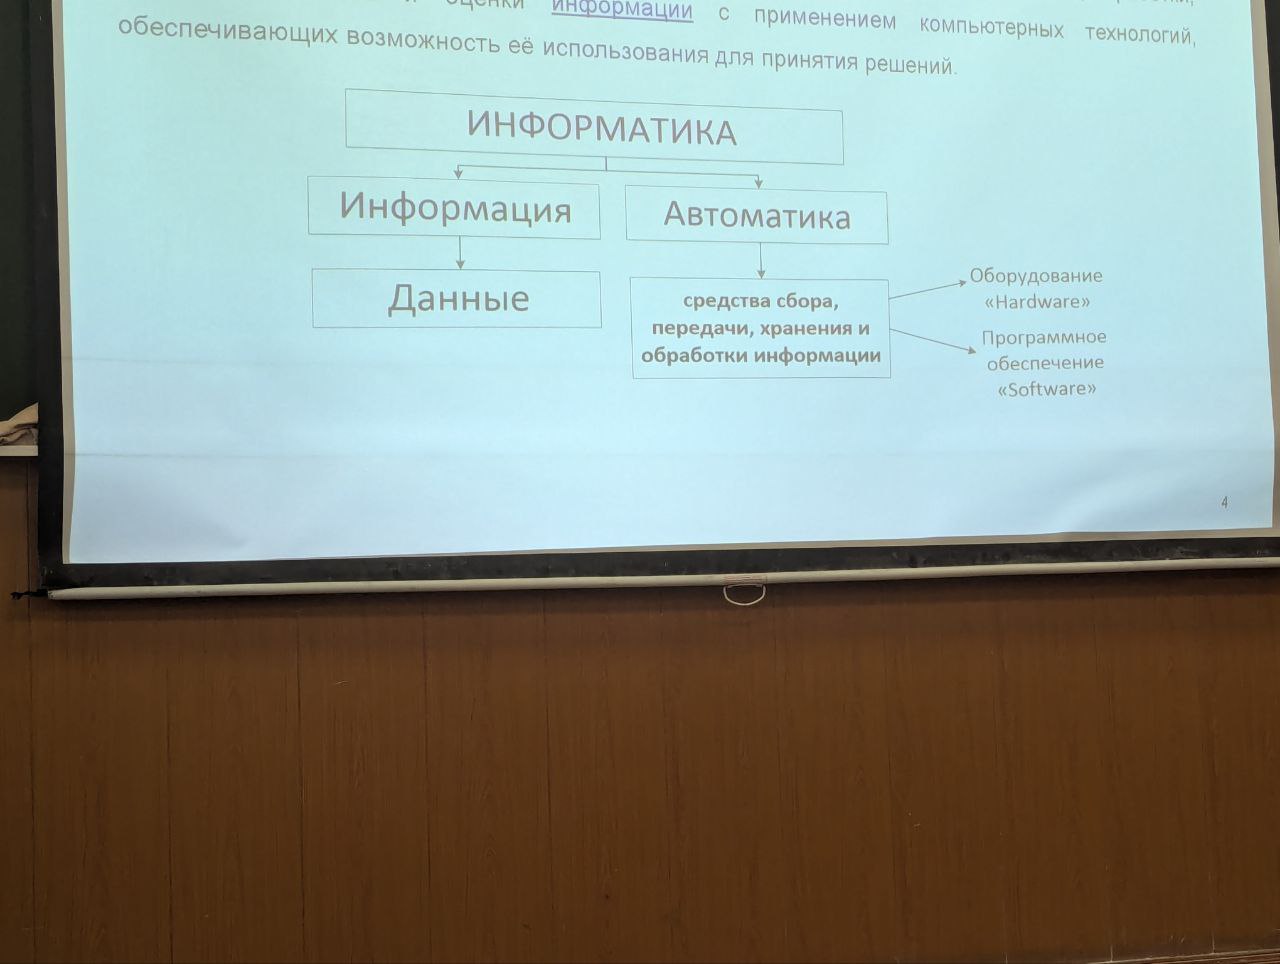 оценки информации с применением компьютерных технологий,
обеспечивающих возможность её использования для принятия решений.
ИНФОРМАТИКА
Информация
Автоматика
Данные
средства сбора,
передачи, хранения и
обработки информации
Оборудование
«Hardware»
Программное
обеспечение
«Software»
4